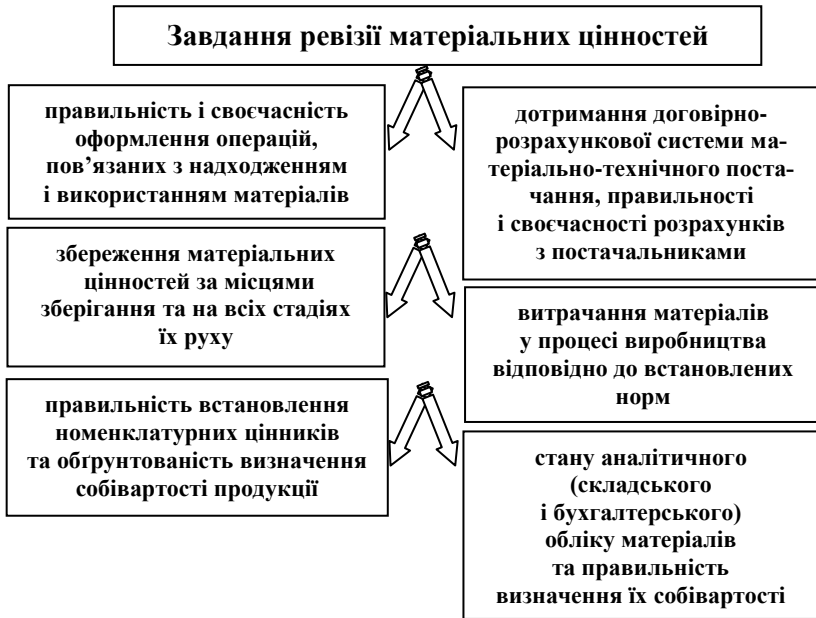 Завдання ревізії матеріальних цінностей
правильність і своєчасність
оформлення операцій,
пов’язаних з надходженням
і використанням матеріалів
дотримання договірно-
розрахункової системи ма-
теріально-технічного поста-
чання, правильності
і своєчасності розрахунків
з постачальниками
збереження матеріальних
цінностей за місцями
зберігання та на всіх стадіях
їх руху
витрачання матеріалів
у процесі виробництва
відповідно до встановлених
норм
правильність встановлення
номенклатурних цінників
та обґрунтованість визначення
собівартості продукції
стану аналітичного
(складського
і бухгалтерського)
обліку матеріалів
та правильність
визначення їх собівартості